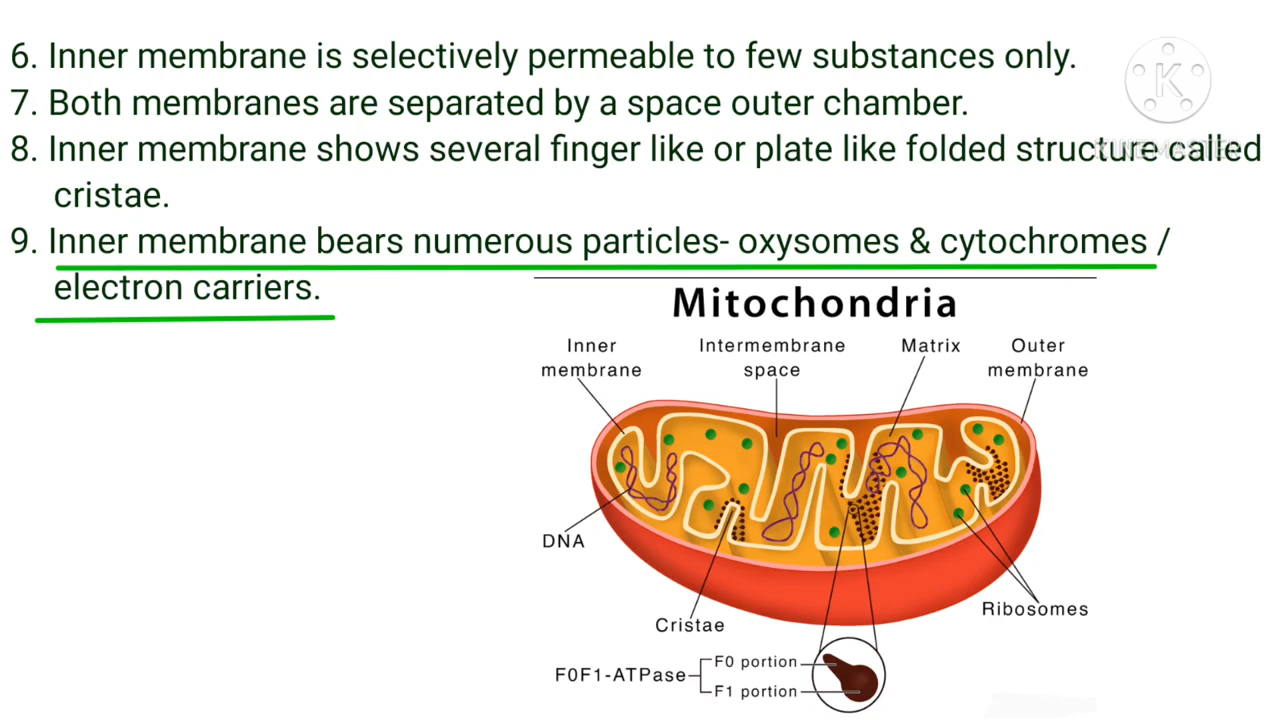 6. Inner membrane is selectively permeable to few substances only.
7. Both membranes are separated by a space outer chamber.
8. Inner membrane shows several finger like or plate like folded structure called
cristae.
9. Inner membrane bears numerous particles- oxysomes & cytochromes /
electron carriers.
K
KINEMASTER
Mitochondria
Inner
membrane
Intermembrane
space
Matrix
Outer
membrane
DNA
Ribosomes
Cristae
F0F1-ATPase
F0 portion
F1 portion